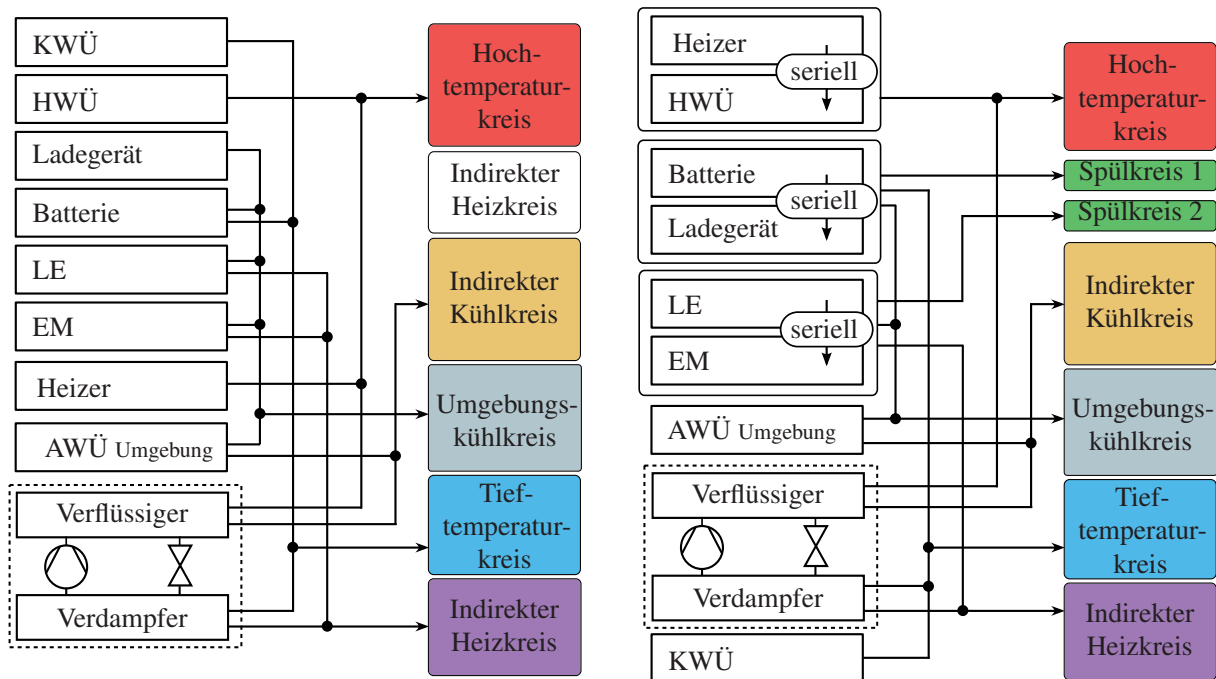 KWÜ
HWÜ
Ladegerät
Batterie
LE
EM
Heizer
AWÜ Umgebung
Verflüssiger
Verdampfer
Hoch-
temperatur-
kreis
Indirekter
Heizkreis
Indirekter
Kühlkreis
Umgebungs-
kühlkreis
Tief-
temperatur-
kreis
Indirekter
Heizkreis
Heizer
seriell
HWÜ
Batterie
seriell
Ladegerät
LE
seriell
EM
AWÜ Umgebung
Verflüssiger
Verdampfer
KWÜ
Hoch-
temperatur-
kreis
Spülkreis 1
Spülkreis 2
Indirekter
Kühlkreis
Umgebungs-
kühlkreis
Tief-
temperatur-
kreis
Indirekter
Heizkreis